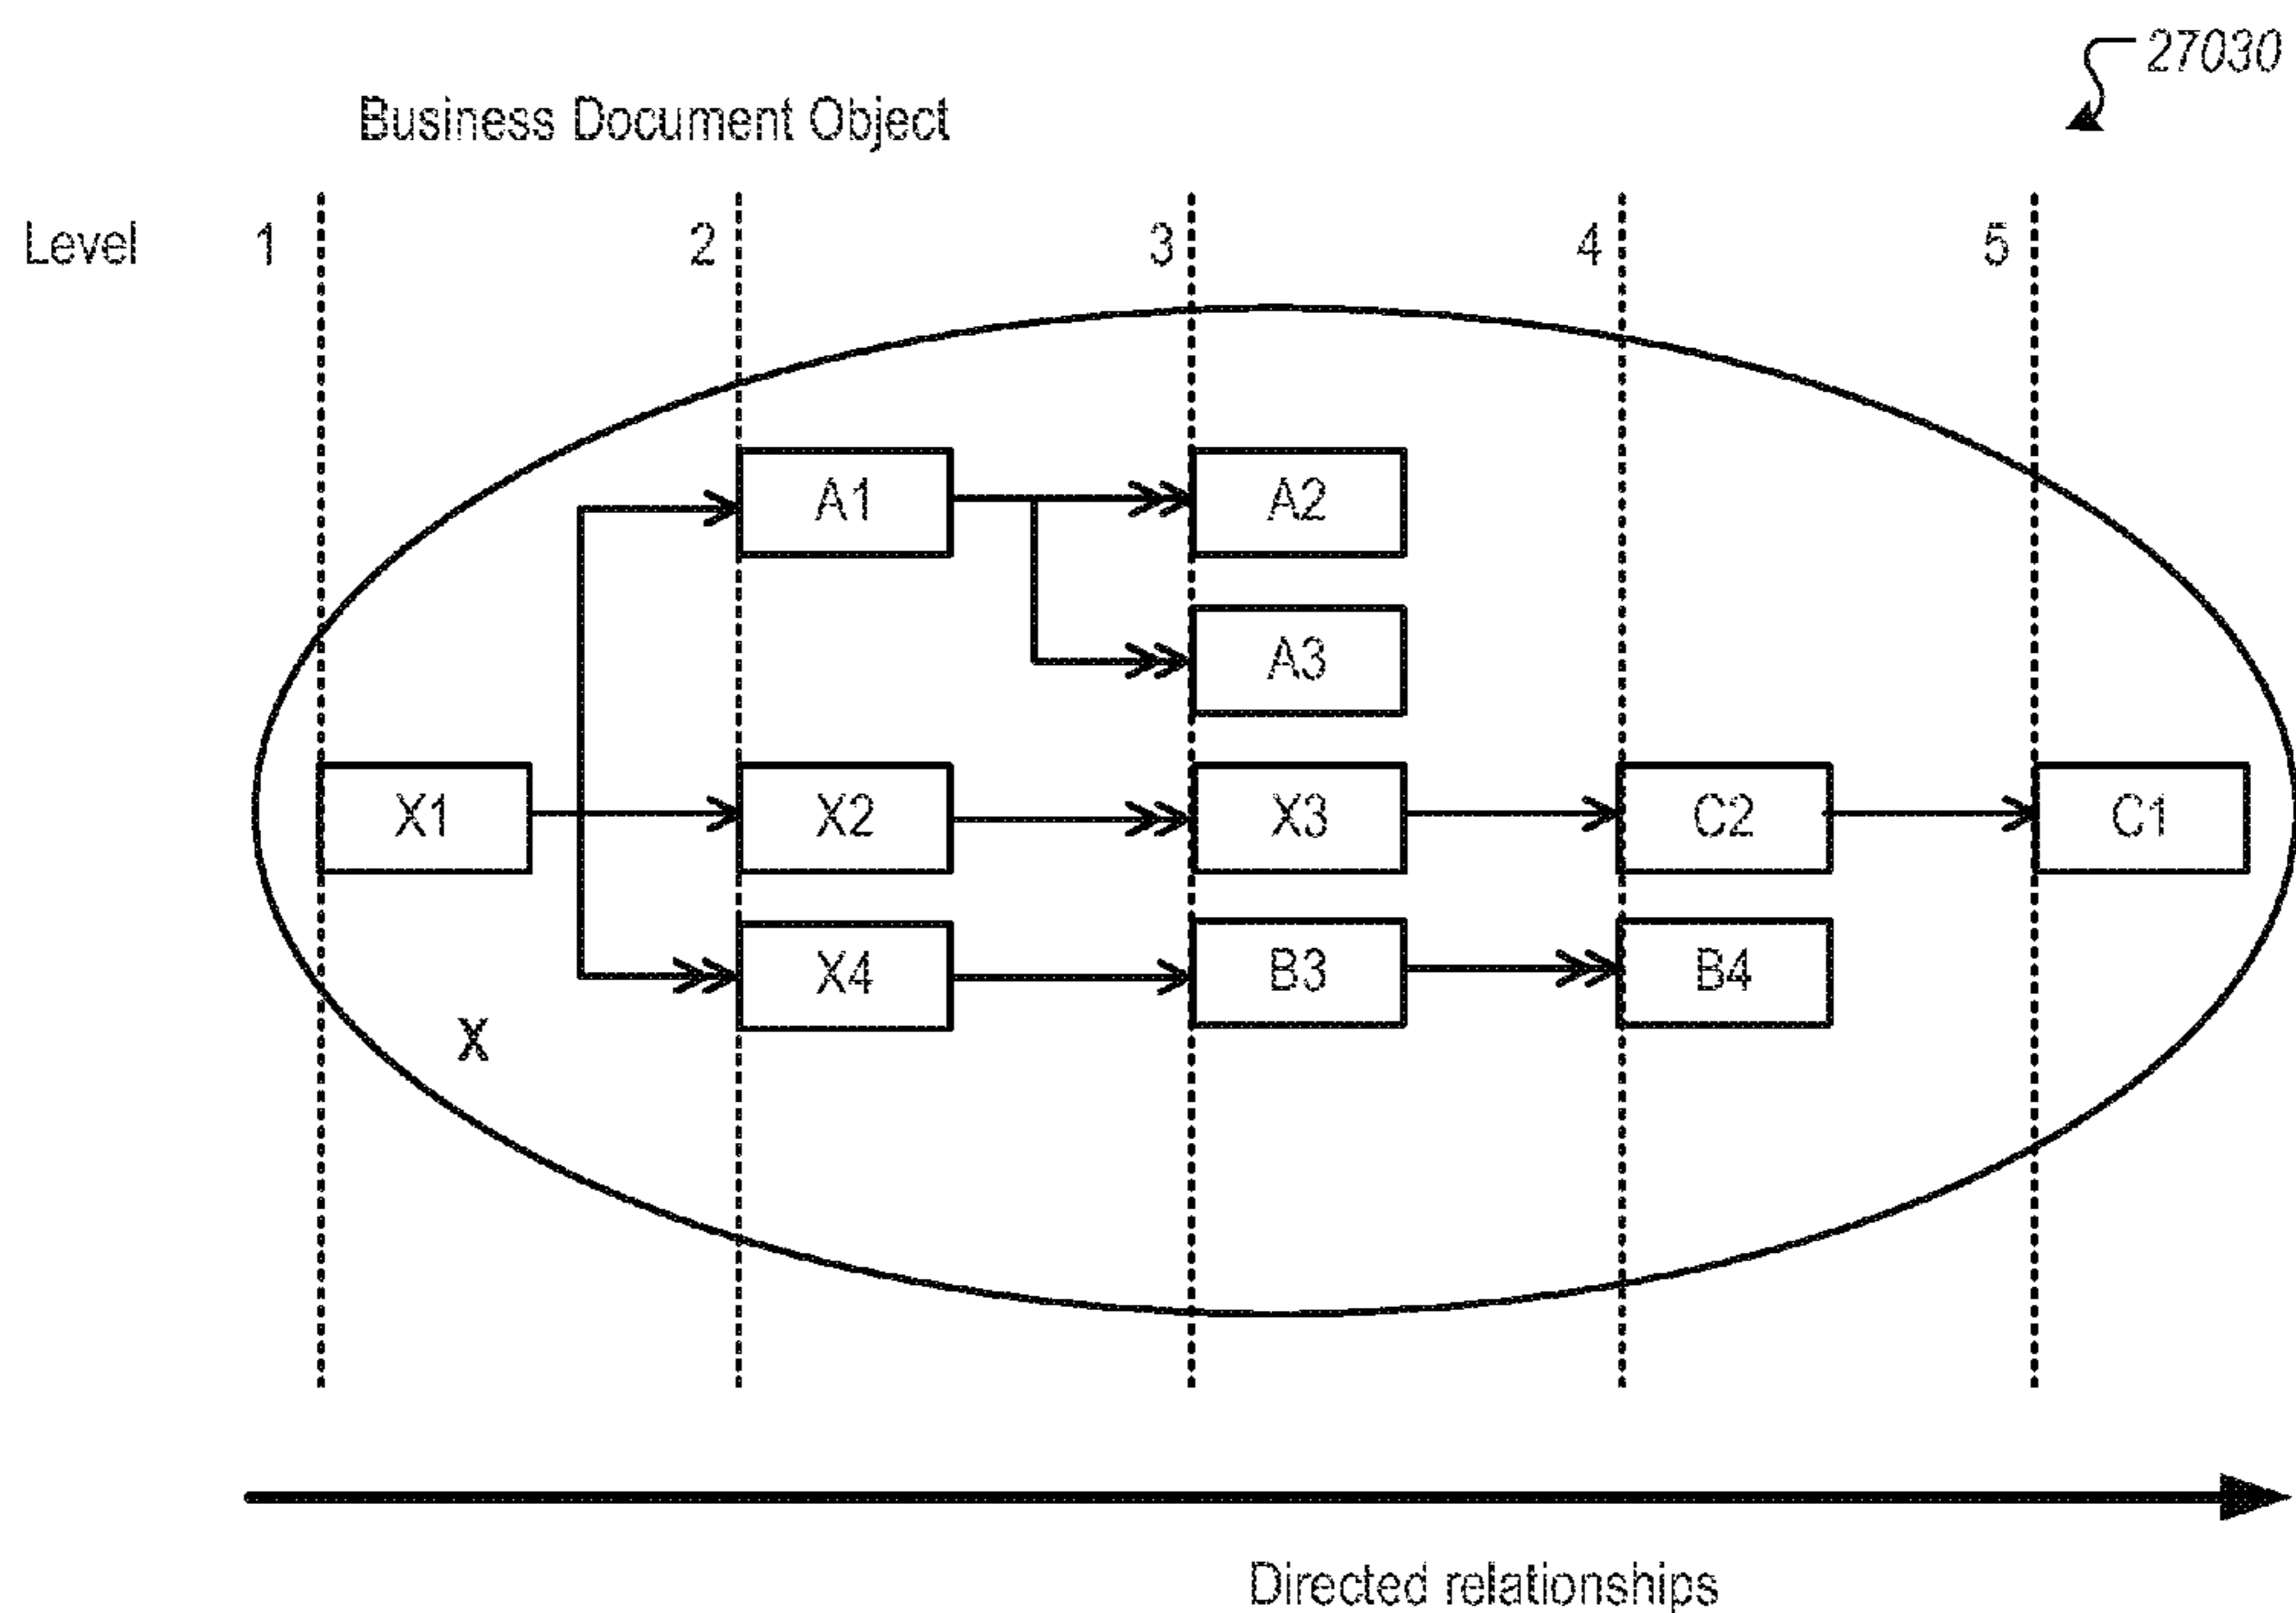 27030
Business Document Object
Level 1 2 3 4 5
A1 A2
A3
X1 X2 X3 C2 C1
X4 B3 B4
X
Directed relationships